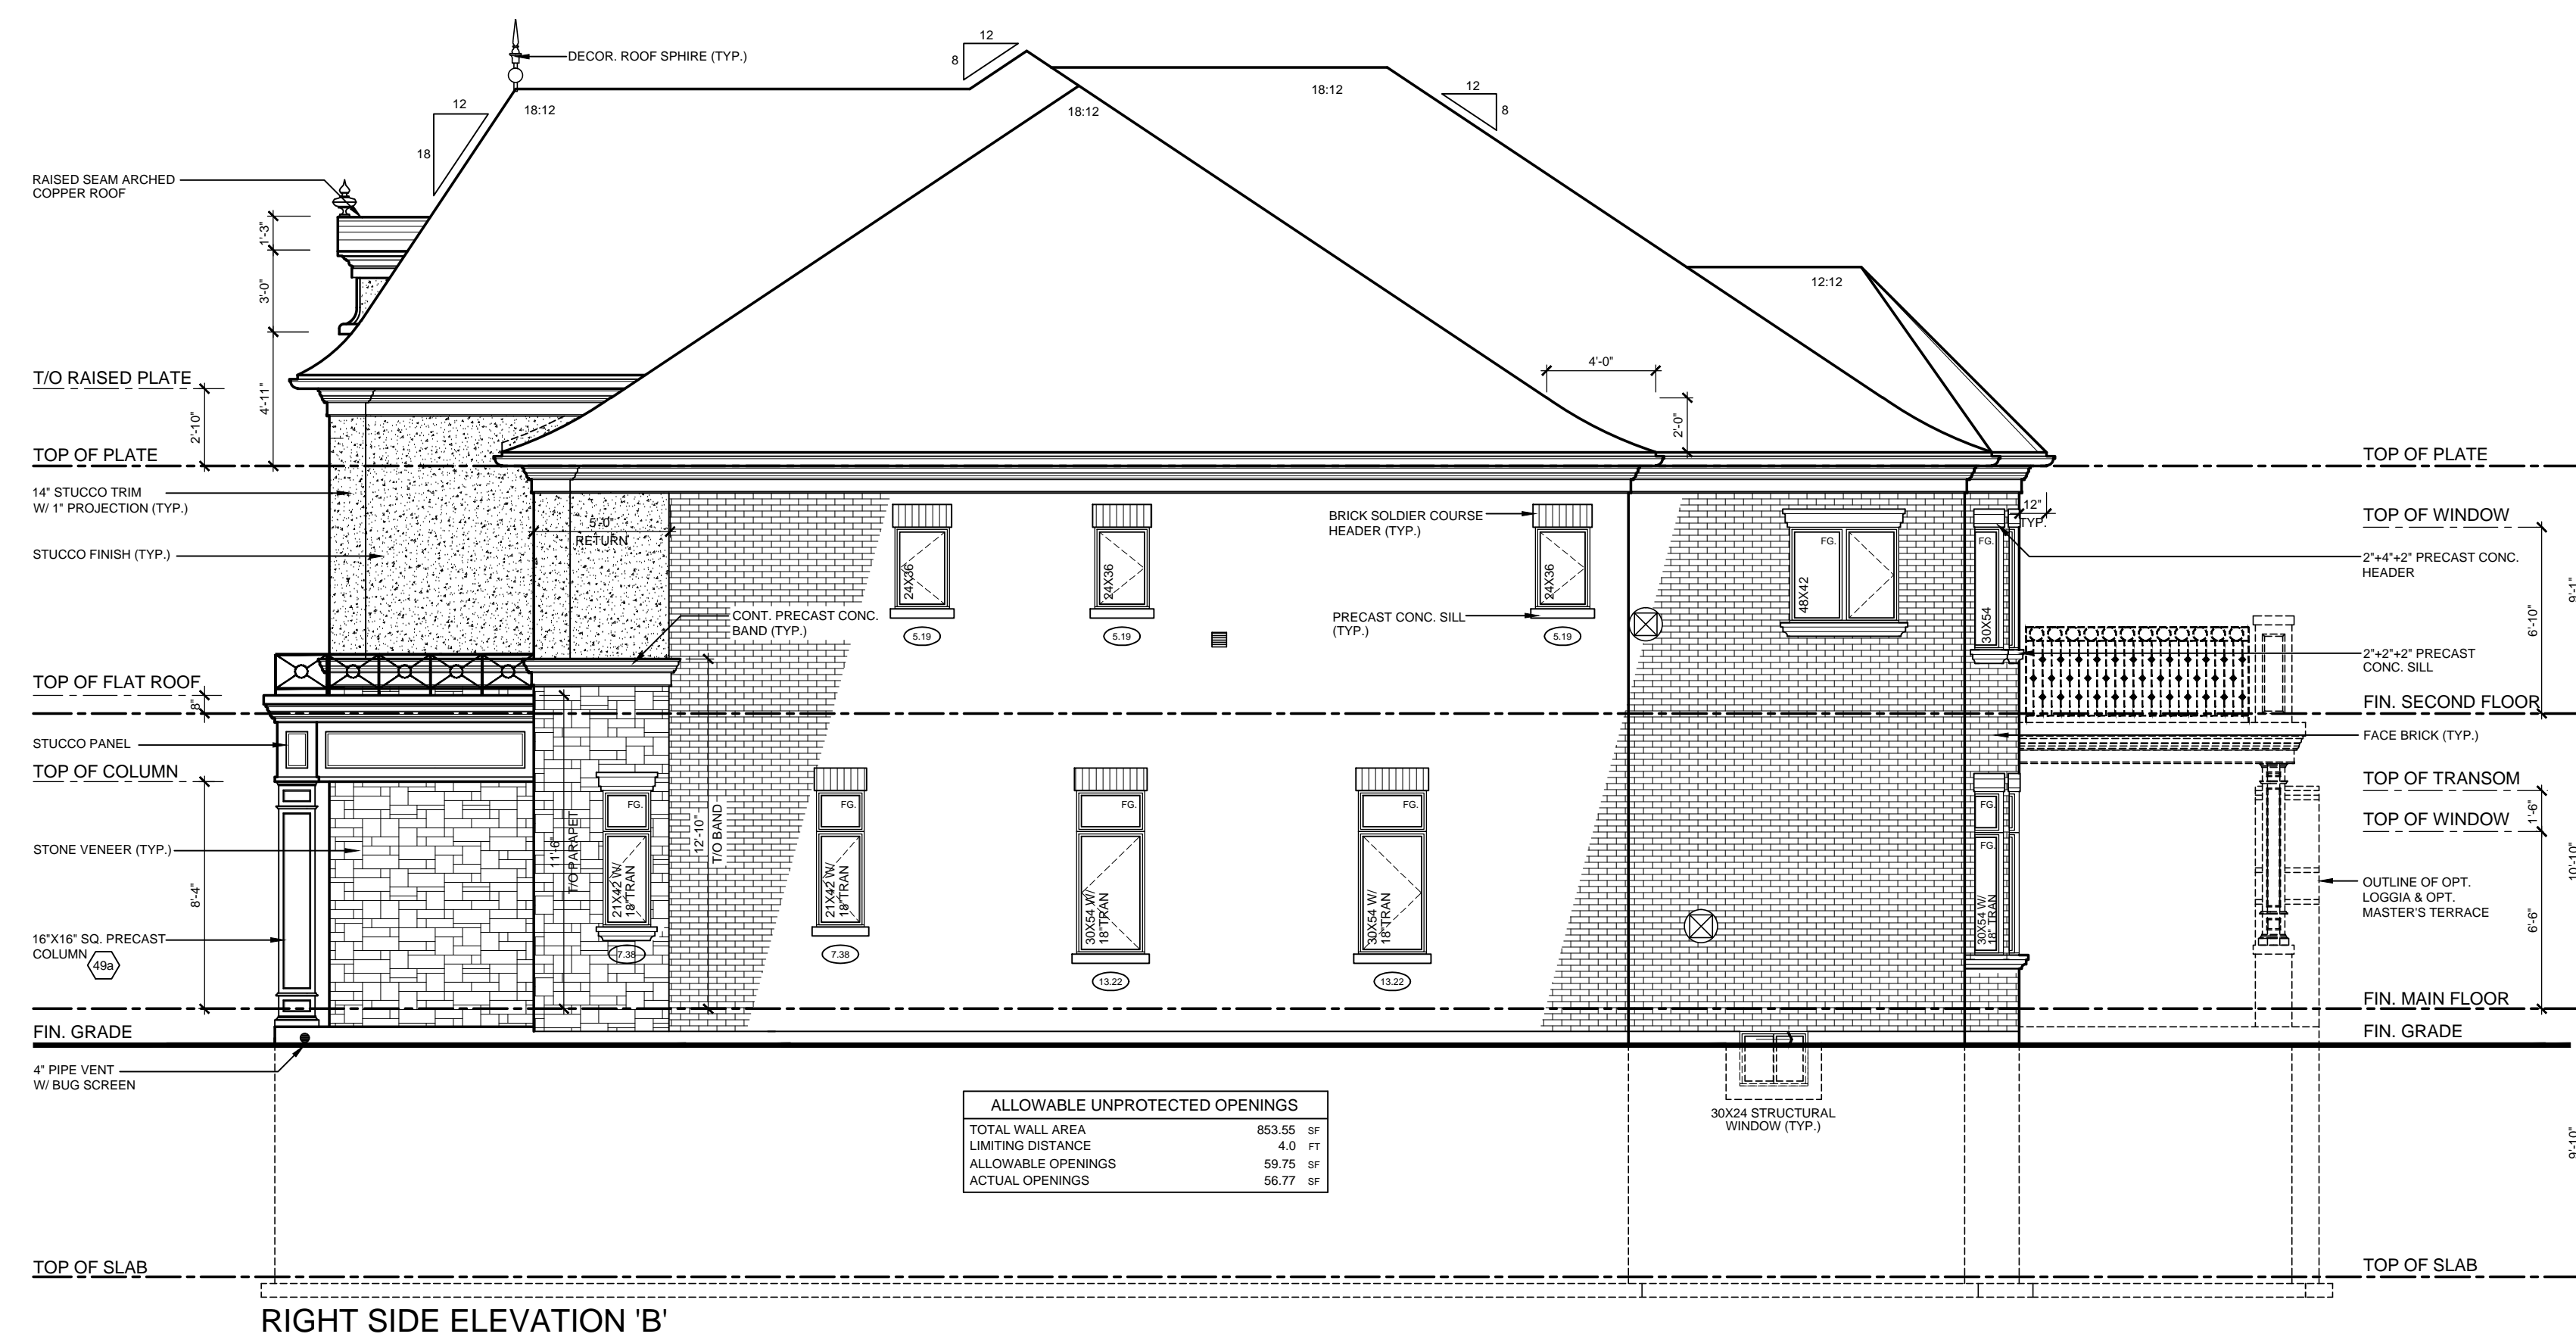 DECOR. ROOF SPHIRE (TYP.)
12
8
12
18
18:12
18:12
18:12
12
8
12:12
RAISED SEAM ARCHED
COPPER ROOF
1'-3"
3'-0"
4'-11"
4'-0"
2'-0"
T/O RAISED PLATE
2'-10"
TOP OF PLATE
TOP OF PLATE
14" STUCCO TRIM
W/ 1" PROJECTION (TYP.)
STUCCO FINISH (TYP.)
5'-0"
RETURN
24X36
24X36
24X36
5.19
5.19
5.19
BRICK SOLDIER COURSE
HEADER (TYP.)
PRECAST CONC. SILL
(TYP.)
CONT. PRECAST CONC.
BAND (TYP.)
FG.
48X42
FG.
30X54
12"
TYP.
TOP OF WINDOW
2"+4"+2" PRECAST CONC.
HEADER
6'-10"
9'-1"
2"+2"+2" PRECAST
CONC. SILL
TOP OF FLAT ROOF
8"
FIN. SECOND FLOOR
STUCCO PANEL
FACE BRICK (TYP.)
TOP OF COLUMN
TOP OF TRANSOM
1'-6"
TOP OF WINDOW
STONE VENEER (TYP.)
8'-4"
11'-6"
T/O PARAPET
12'-10"
T/O BAND
FG.
21X42 W/
18"TRAN
7.38
FG.
21X42 W/
18"TRAN
7.38
FG.
30X54 W/
18"TRAN
13.22
FG.
30X54 W/
18"TRAN
13.22
FG.
FG.
30X54 W/
18" TRAN
10'-10"
6'-6"
OUTLINE OF OPT.
LOGGIA & OPT.
MASTER'S TERRACE
16"X16" SQ. PRECAST
COLUMN
49a
FIN. MAIN FLOOR
FIN. GRADE
FIN. GRADE
4" PIPE VENT
W/ BUG SCREEN
ALLOWABLE UNPROTECTED OPENINGS
TOTAL WALL AREA 853.55 SF
LIMITING DISTANCE 4.0 FT
ALLOWABLE OPENINGS 59.75 SF
ACTUAL OPENINGS 56.77 SF
30X24 STRUCTURAL
WINDOW (TYP.)
9'-10"
TOP OF SLAB
TOP OF SLAB
RIGHT SIDE ELEVATION 'B'